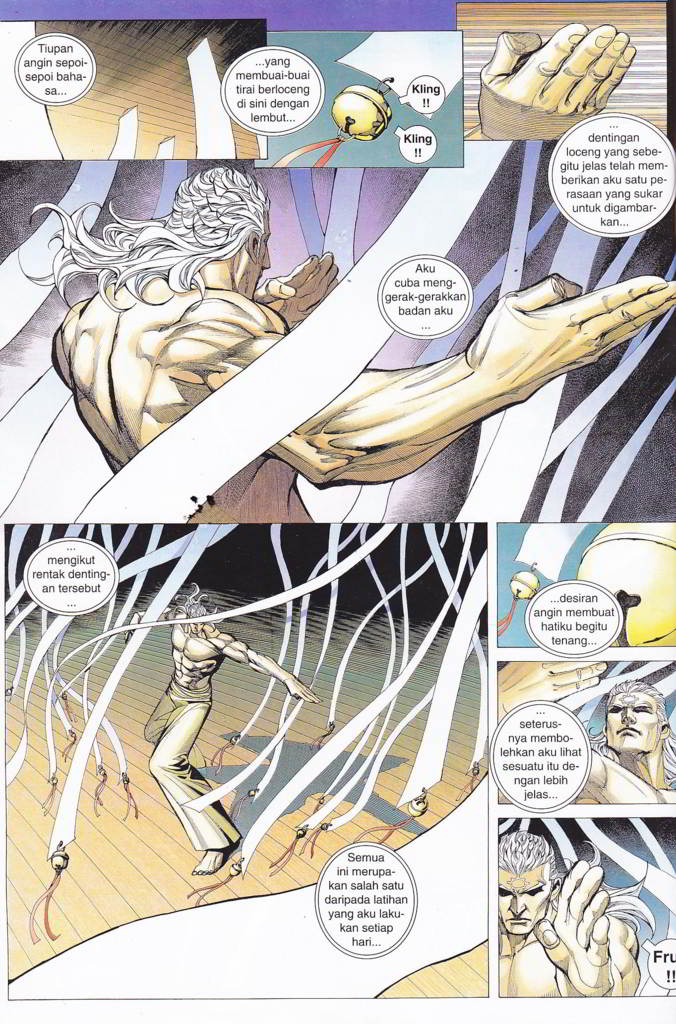 Tiupan
angin sepoi-
sepoi baha-
sa...
...yang
membuai-buai
tirai berloceng
di sini dengan
lembut...
Kling
!!
Kling
!!
...
dentingan
loceng yang sebe-
gitu jelas telah mem-
berikan aku satu pe-
rasaan yang sukar
untuk digambar-
kan...
Aku
cuba meng-
gerak-gerakkan
badan aku
...
...
mengikut
rentak denting-
an tersebut
...
Semua
ini merupa-
kan salah satu
daripada latihan
yang aku laku-
kan setiap
hari...
...desiran
angin membuat
hatiku begitu
tenang...
...
seterus-
nya membo-
lehkan aku lihat
sesuatu itu de-
ngan lebih
jelas...
Fru
!!